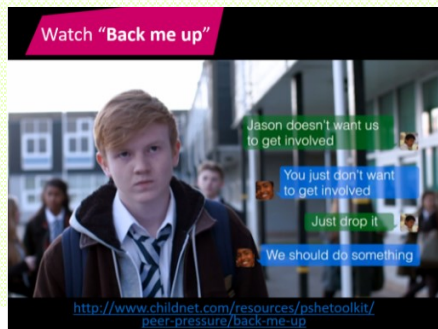 Watch “Back me up”
Jason doesn't want us
to get involved
You just don't want
to get involved
Just drop it
We should do something
http://www.childnet.com/resources/pshetoolkit/
peer-pressure/back-me-up